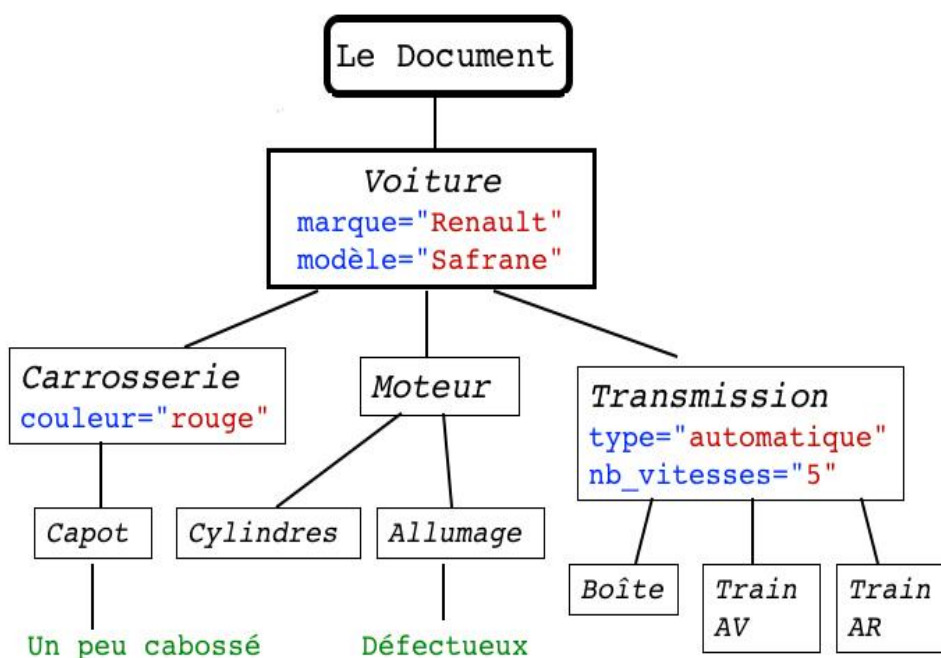 Le Document
Voiture
marque="Renault"
modèle="Safrane"
Carrosserie
couleur="rouge"
Moteur
Transmission
type="automatique"
nb_vitesses="5"
Capot
Cylindres
Allumage
Boîte
Train
AV
Train
AR
Un peu cabossé
Défectueux